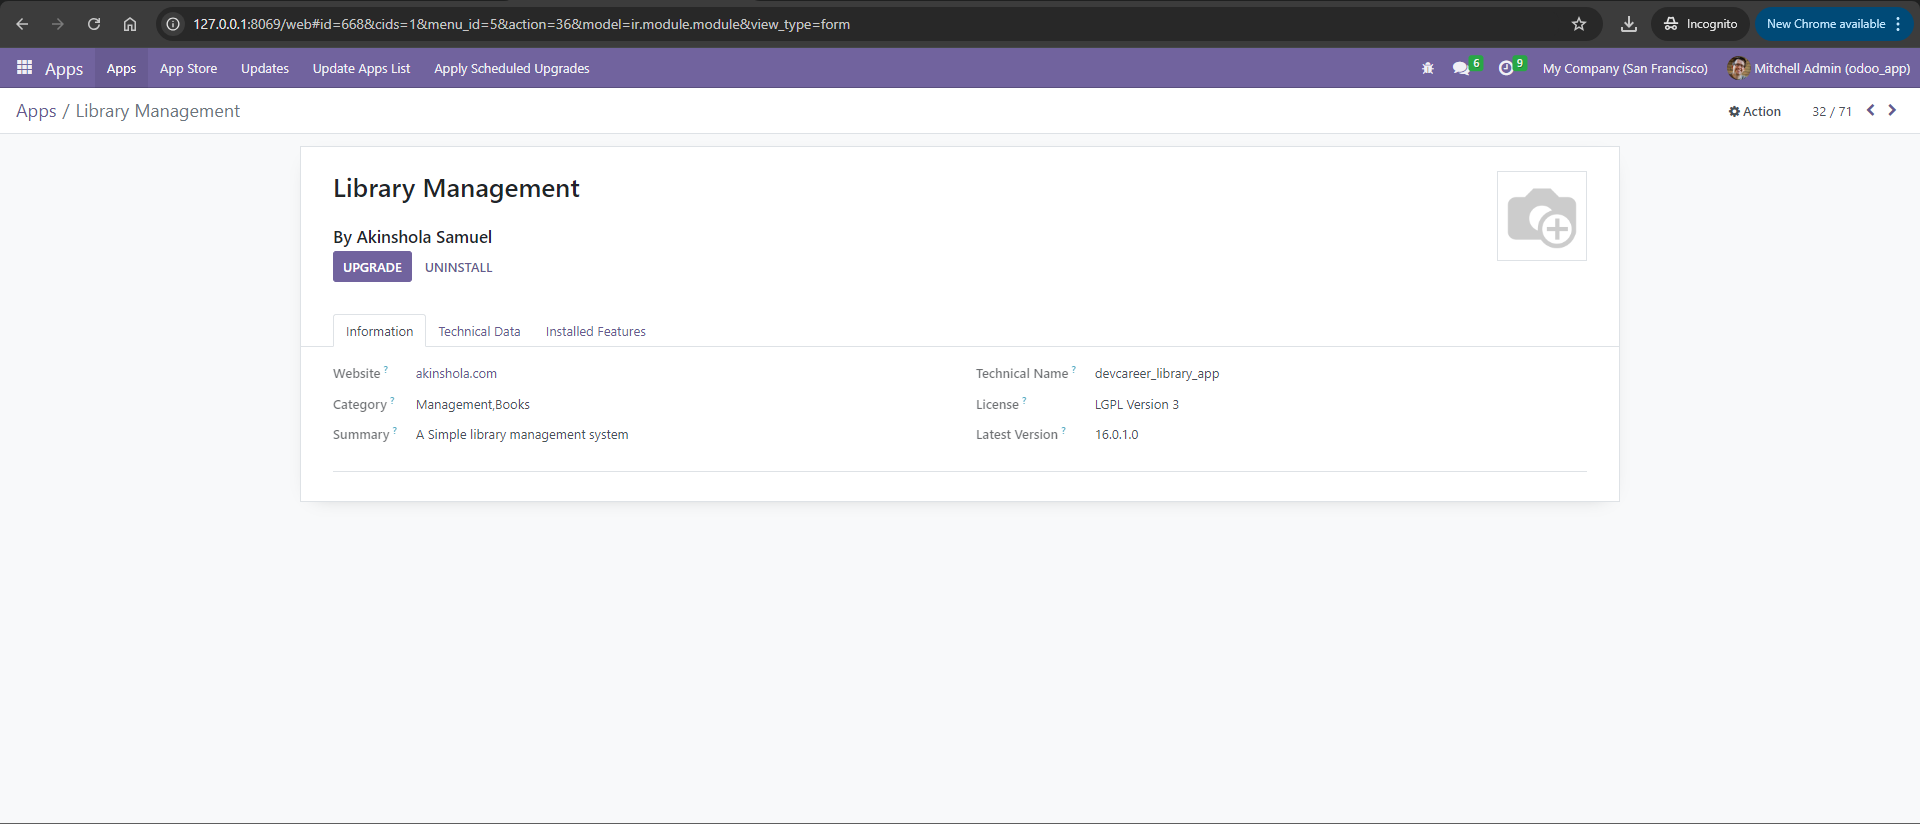 127.0.0.1:8069/web#id=668&cids=1&menu_id=5&action=36&model=ir.module.module&view_type=form
Incognito
New Chrome available
Apps Apps App Store Updates Update Apps List Apply Scheduled Upgrades 6 9 My Company (San Francisco) Mitchell Admin (odoo_app)
Apps / Library Management
Action 32 / 71
Library Management
By Akinshola Samuel
UPGRADE UNINSTALL
Information Technical Data Installed Features
Website ? akinshola.com
Category ? Management,Books
Summary ? A Simple library management system
Technical Name ? devcareer_library_app
License ? LGPL Version 3
Latest Version ? 16.0.1.0